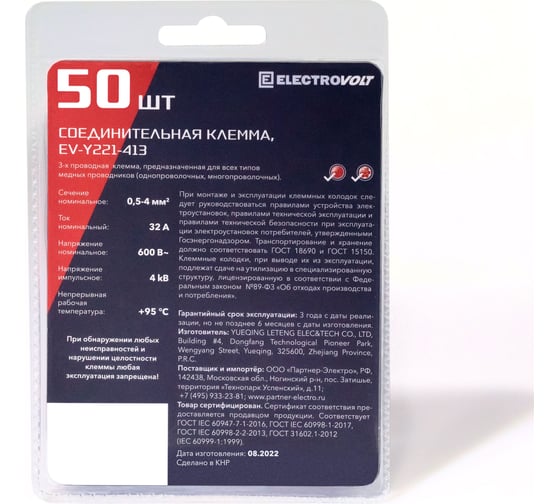 ELECTROVOLT
50 ШТ
СОЕДИНИТЕЛЬНАЯ КЛЕММА,
EV-Y221-413
3-х проводная клемма, предназначенная для всех типов
медных проводников (однопроволочных, многопроволочных).
Сечение
номинальное: 0,5-4 мм²
Ток
номинальный: 32 А
Напряжение
номинальное: 600 В~
Напряжение
импульсное: 4 kВ
Непрерывная
рабочая
температура: +95 °С
При обнаружении любых
неисправностей и
нарушении целостности
клеммы любая
эксплуатация запрещена!
При монтаже и эксплуатации клеммных колодок сле-
дует руководствоваться правилами устройства элек-
троустановок, правилами технической эксплуатации и
правилами технической безопасности при эксплуата-
ции электроустановок потребителей, утвержденными
Госэнергонадзором. Транспортирование и хранение
должно соответствовать ГОСТ 18690 и ГОСТ 15150.
Клеммные колодки, при выводе их из эксплуатации,
подлежат сдаче на утилизацию в специализированную
структуру, лицензированную в соответствии с Феде-
ральным законом №89-ФЗ «Об отходах производства
и потребления».
Гарантийный срок эксплуатации: 3 года с даты реали-
зации, но не позднее 6 месяцев с даты изготовления.
Изготовитель: YUEQING LETENG ELEC&TECH CO., LTD,
Building #4, Dongfang Technological Pioneer Park,
Wengyang Street, Yueqing, 325600, Zhejiang Province,
P.R.C.
Поставщик и импортёр: ООО «Партнер-Электро», РФ,
142438, Московская обл., Ногинский р-н, пос. Затишье,
территория «Технопарк Успенский», д.11;
+7 (495) 933-23-81; www.partner-electro.ru
Товар сертифицирован. Сертификат соответствия пре-
доставляется продавцом продукции. Соответствует
ГОСТ IEC 60947-7-1-2016, ГОСТ IEC 60998-1-2017,
ГОСТ IEC 60998-2-2-2013, ГОСТ 31602.1-2012
(IEC 60999-1;1999).
Дата изготовления: 08.2022
Сделано в КНР